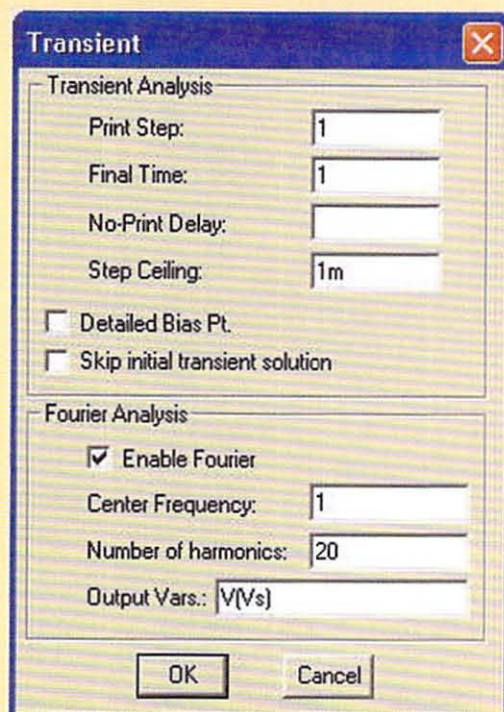 Transient
Transient Analysis
Print Step: 1
Final Time: 1
No-Print Delay:
Step Ceiling: 1m
Detailed Bias Pt.
Skip initial transient solution
Fourier Analysis
Enable Fourier
Center Frequency: 1
Number of harmonics: 20
Output Vars.: V(Vs)
OK Cancel